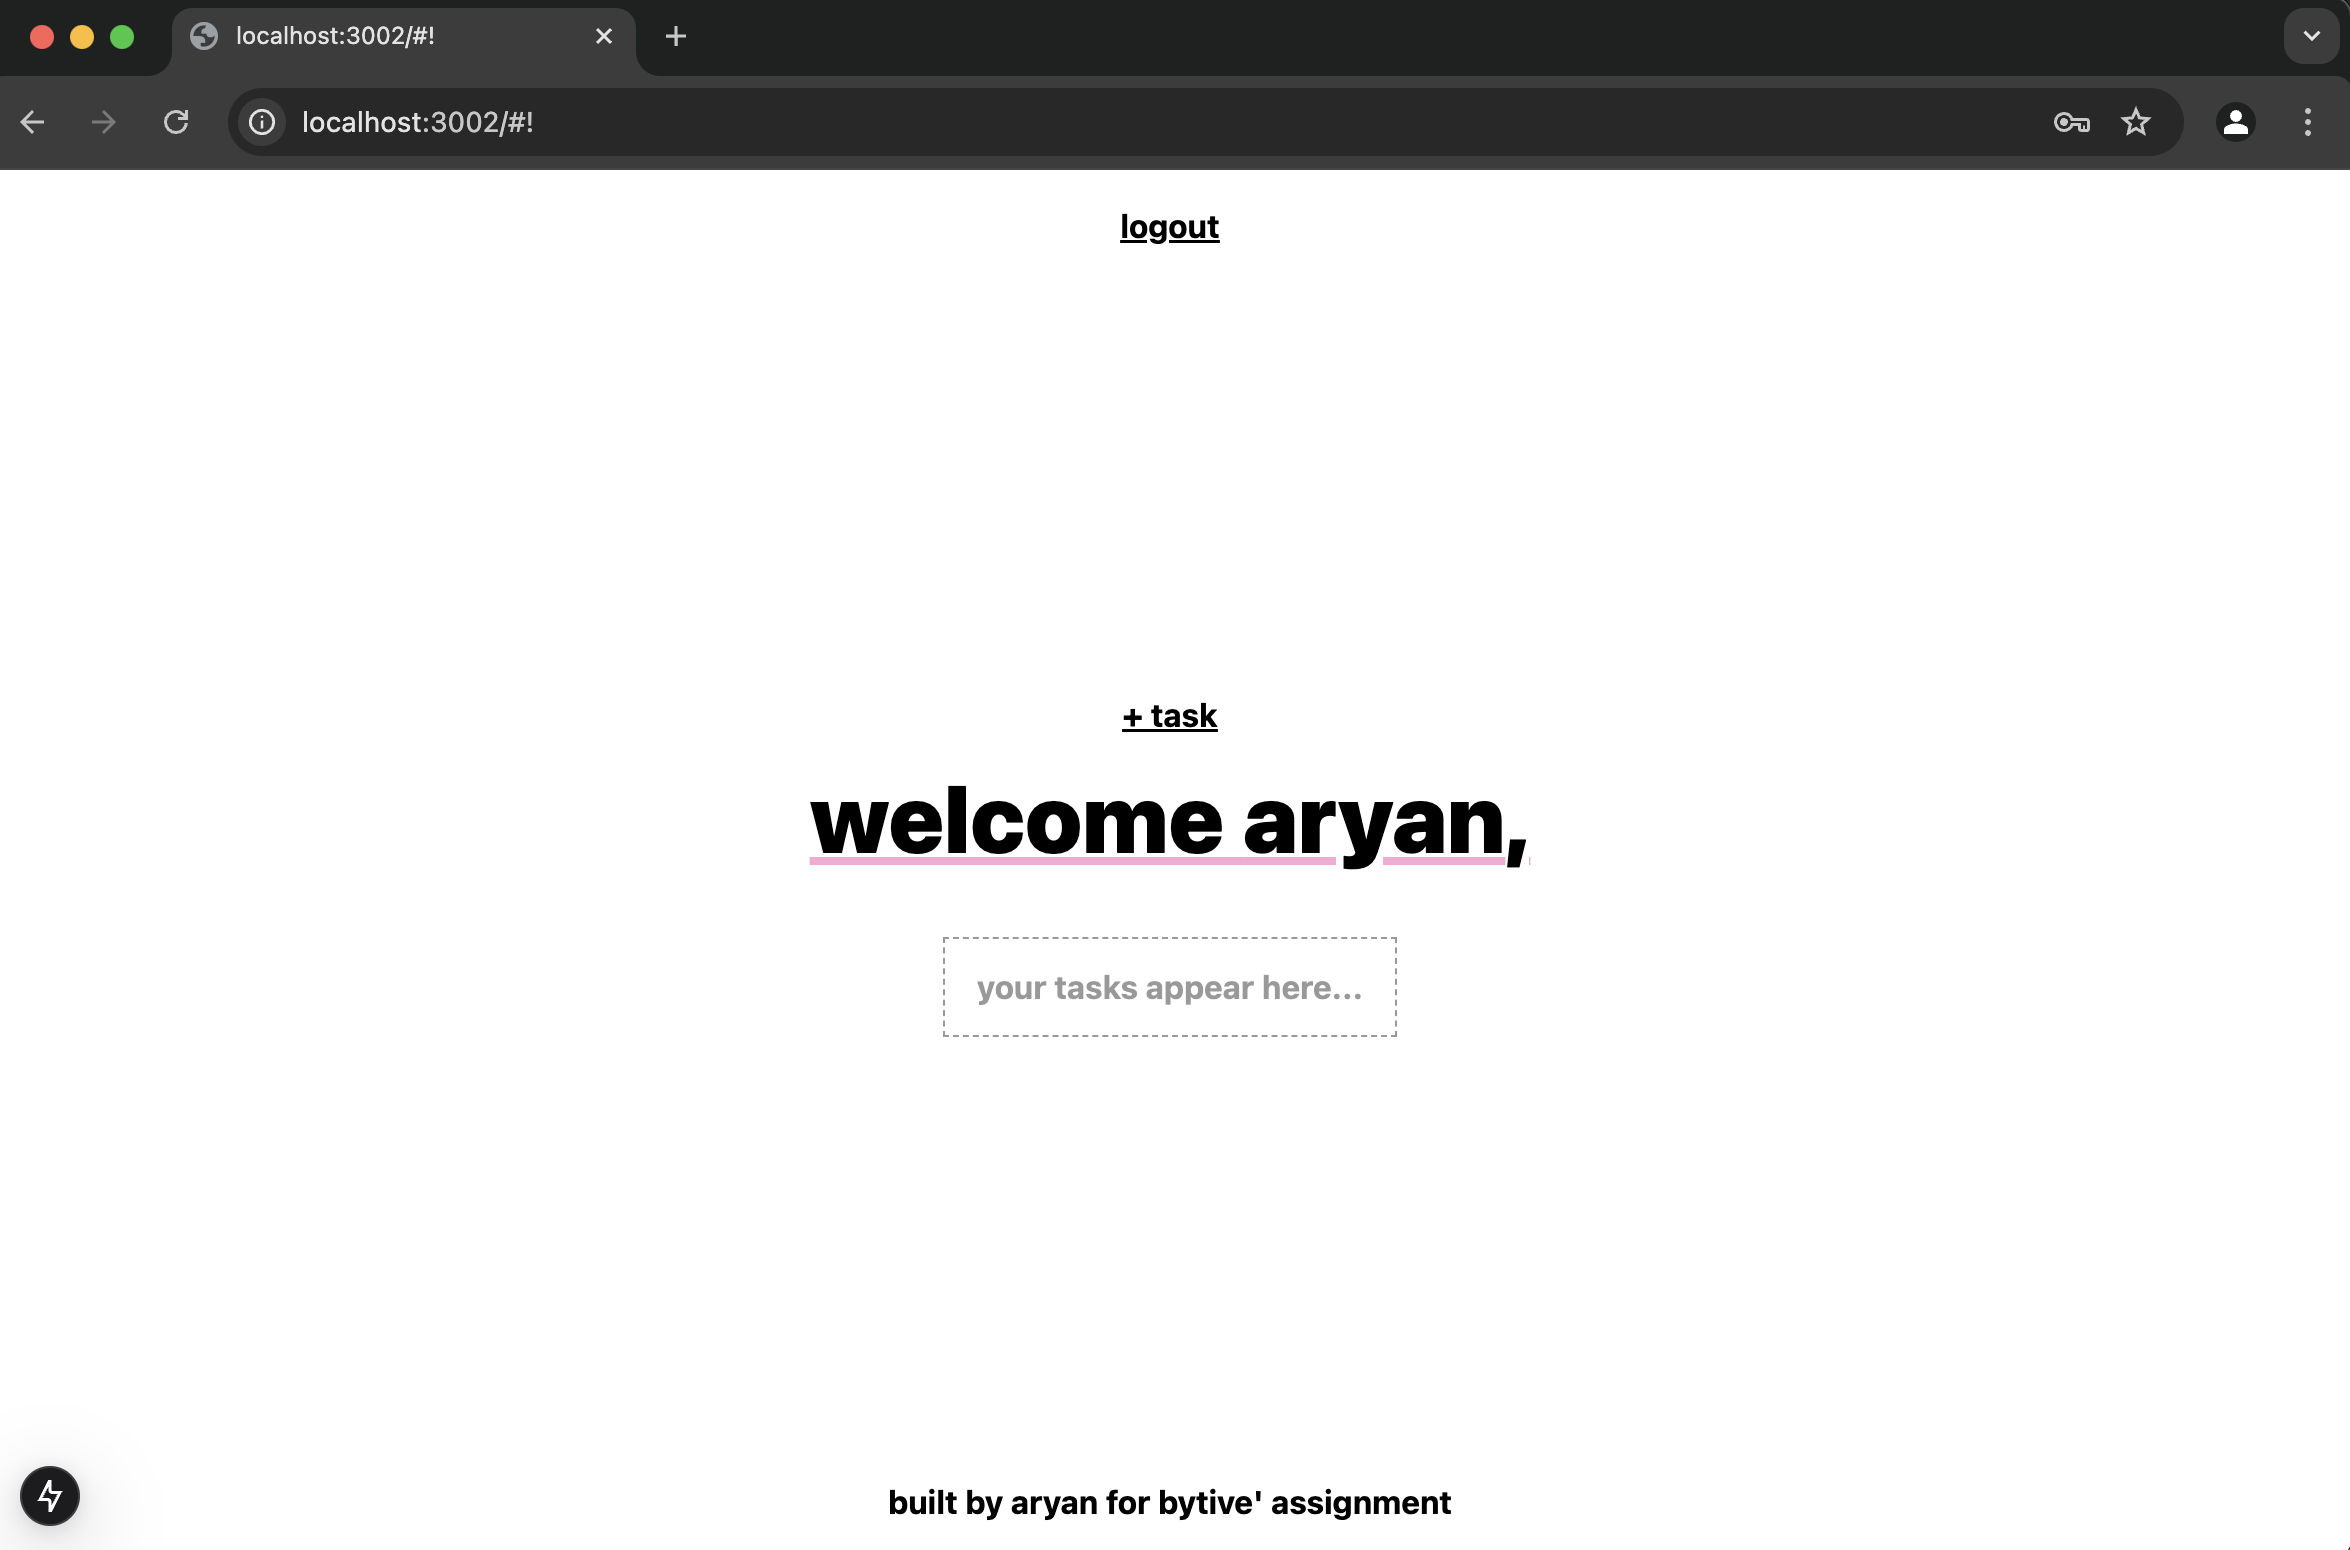 localhost:3002/#!
localhost:3002/#!
logout
+ task
welcome aryan,
your tasks appear here...
built by aryan for bytive' assignment